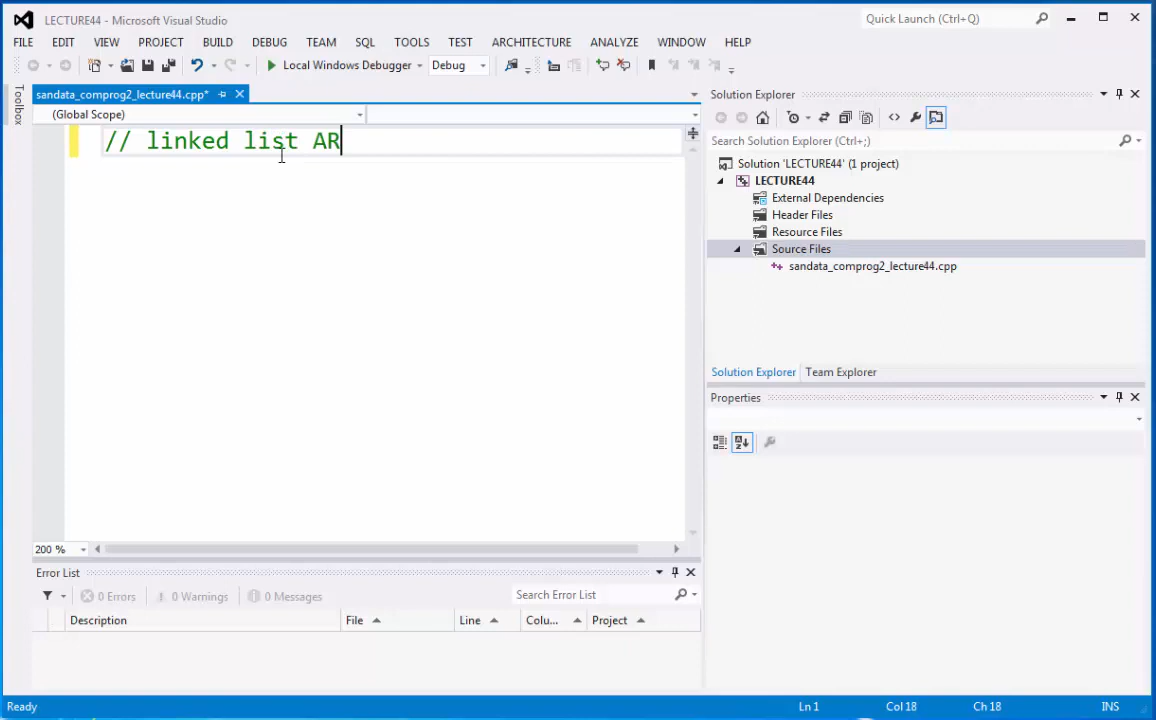 LECTURE44 - Microsoft Visual Studio
Quick Launch (Ctrl+Q)
FILE EDIT VIEW PROJECT BUILD DEBUG TEAM SQL TOOLS TEST ARCHITECTURE ANALYZE WINDOW HELP
Local Windows Debugger Debug
Toolbox
sandata_comprog2_lecture44.cpp*
(Global Scope)
// linked list AR
200 %
Solution Explorer
Search Solution Explorer (Ctrl+;)
Solution 'LECTURE44' (1 project)
LECTURE44
External Dependencies
Header Files
Resource Files
Source Files
sandata_comprog2_lecture44.cpp
Solution Explorer Team Explorer
Properties
Error List
0 Errors 0 Warnings 0 Messages
Search Error List
Description File Line Colu... Project
Ready Ln 1 Col 18 Ch 18 INS